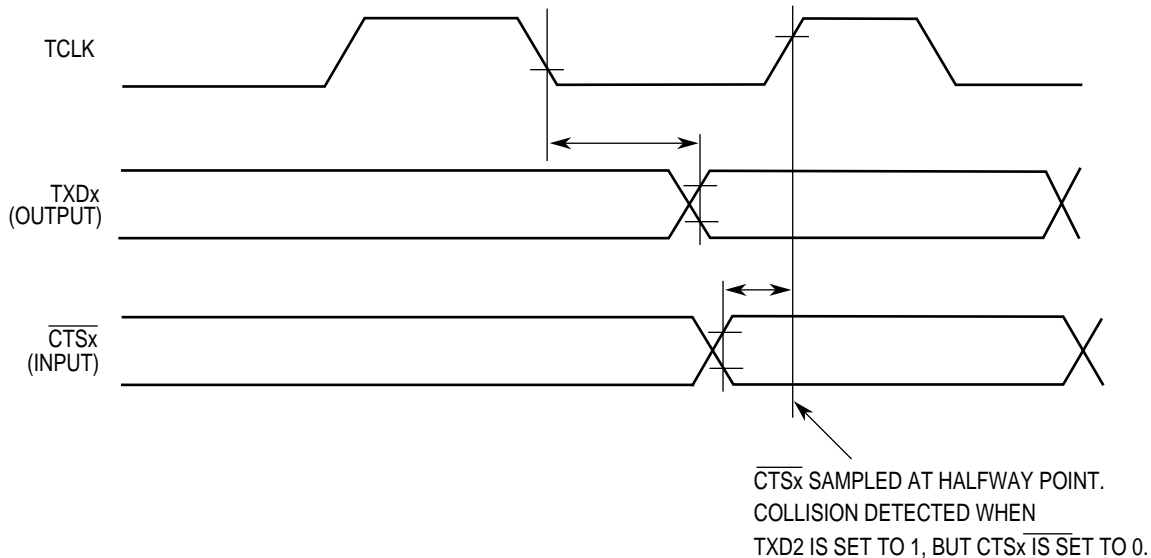 TCLK
TXDx
(OUTPUT)
CTSx
(INPUT)
CTSx SAMPLED AT HALFWAY POINT.
COLLISION DETECTED WHEN
TXD2 IS SET TO 1, BUT CTSx IS SET TO 0.